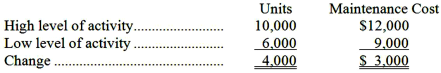 Units Maintenance Cost
High level of activity.......................... 10,000 $12,000
Low level of activity .......................... 6,000 9,000
Change .................................................. 4,000 $ 3,000